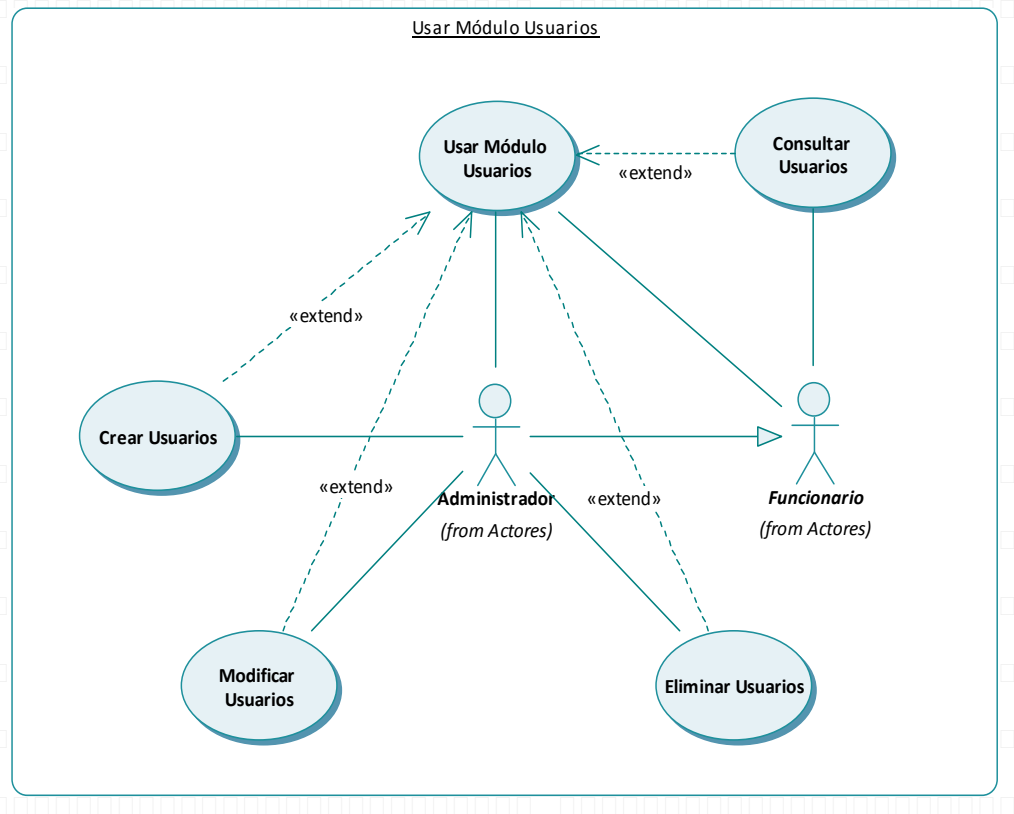 Usar Módulo Usuarios
Usar Módulo
Usuarios
Consultar
Usuarios
«extend»
«extend»
Crear Usuarios
«extend»
«extend»
Administrador
(from Actores)
Funcionario
(from Actores)
Modificar
Usuarios
Eliminar Usuarios